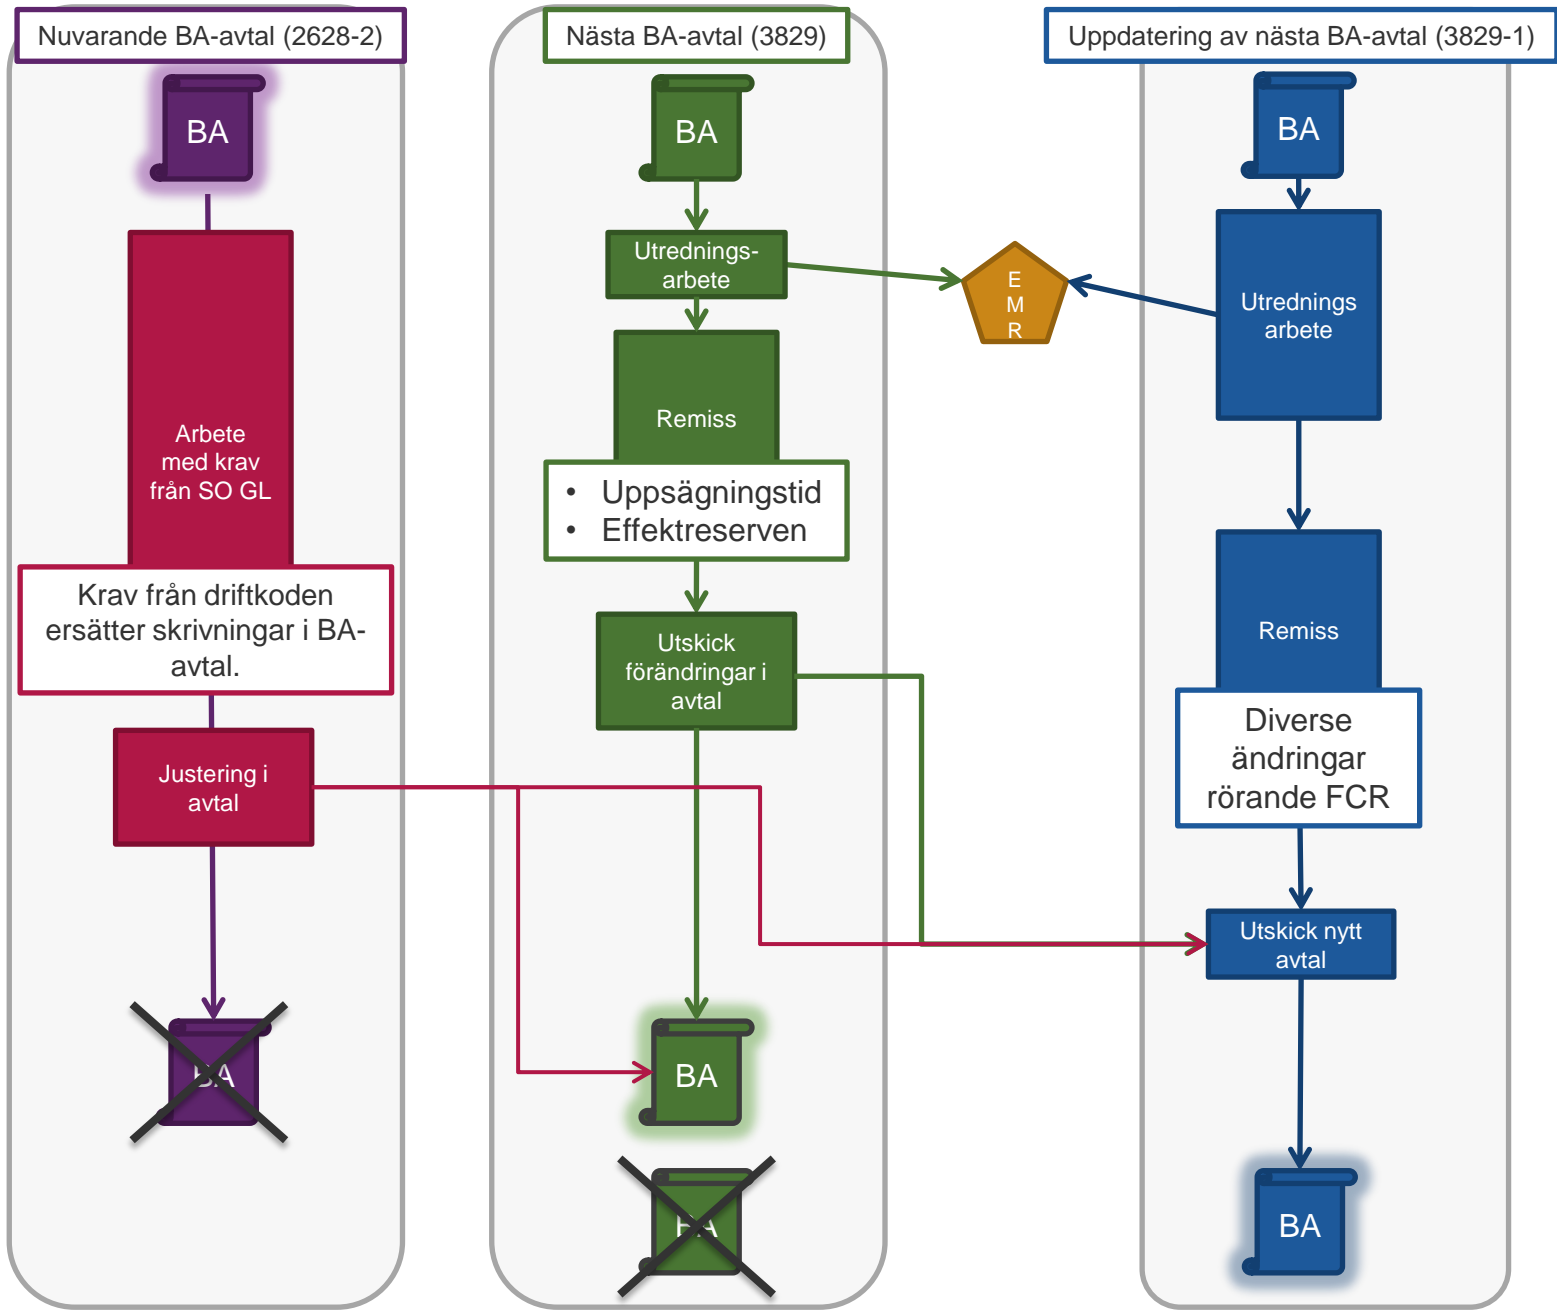 Nuvarande BA-avtal (2628-2)
BA
Arbete
med krav
från SO GL
Krav från driftkoden
ersätter skrivningar i BA-
avtal.
Justering i
avtal
BA
Nästa BA-avtal (3829)
BA
Utrednings-
arbete
Remiss
• Uppsägningstid
• Effektreserven
Utskick
förändringar i
avtal
BA
BA
E
M
R
Uppdatering av nästa BA-avtal (3829-1)
BA
Utrednings
arbete
Remiss
Diverse
ändringar
rörande FCR
Utskick nytt
avtal
BA